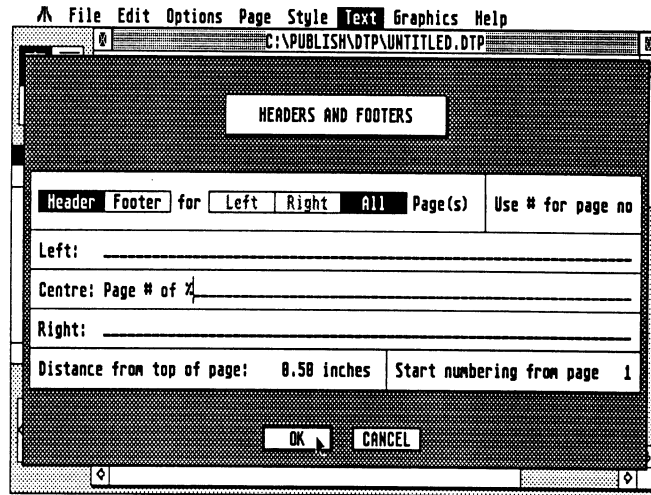 File Edit Options Page Style Text Graphics Help
C:\PUBLISH\DTP\UNTITLED.DTP
HEADERS AND FOOTERS
Header Footer for Left Right All Page(s) Use # for page no
Left:
Centre: Page # of %
Right:
Distance from top of page: 0.50 inches Start numbering from page 1
OK CANCEL